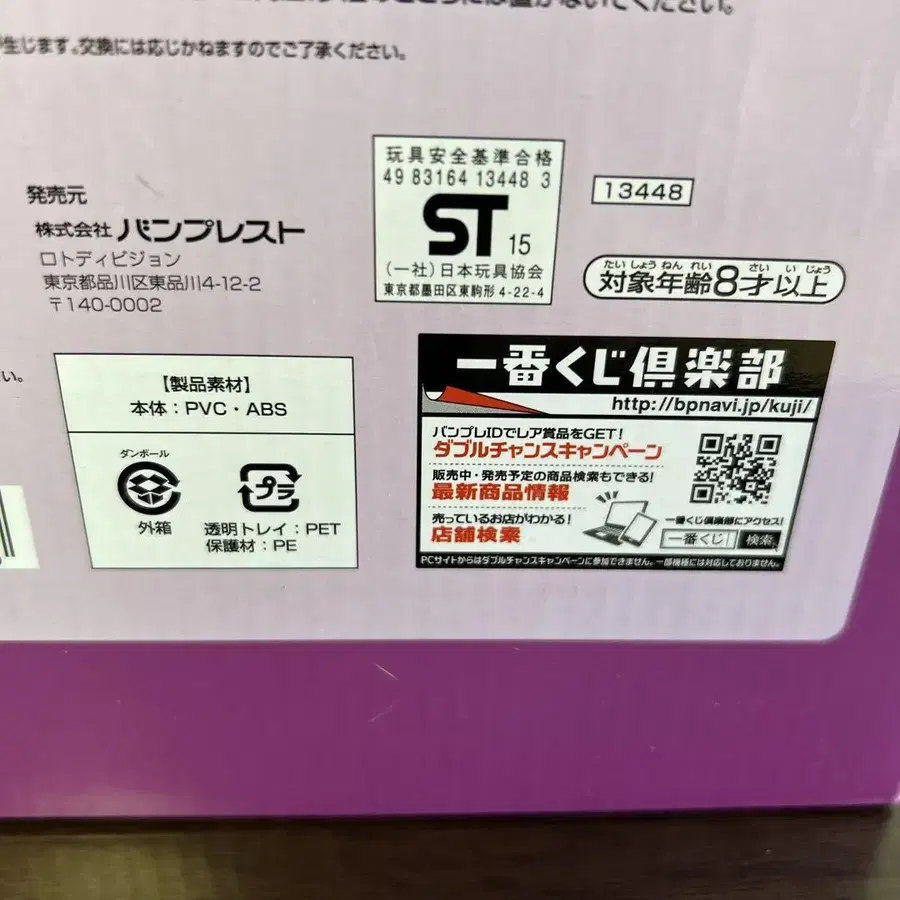 には置かないでください。
生じます。交換には応じかねますのでご了承ください。
発売元
株式会社 バンプレスト
ロトディビジョン
東京都品川区東品川4-12-2
〒140-0002
玩具安全基準合格
49 83164 13448 3
ST 15
(一社)日本玩具協会
東京都墨田区東駒形4-22-4
13448
たいしょうねんれい さいいじょう
対象年齢8才以上
い。
【製品素材】
本体:PVC・ABS
ダンボール
外箱
プラ
透明トレイ:PET
保護材:PE
一番くじ倶楽部
http://bpnavi.jp/kuji/
バンプレIDでレア賞品をGET!
ダブルチャンスキャンペーン
販売中・発売予定の商品検索もできる!
最新商品情報
売っているお店がわかる!
店舗検索
一番くじ倶楽部にアクセス!
一番くじ 検索
PCサイトからはダブルチャンスキャンペーンに参加できません。一部機種には対応しておりません。